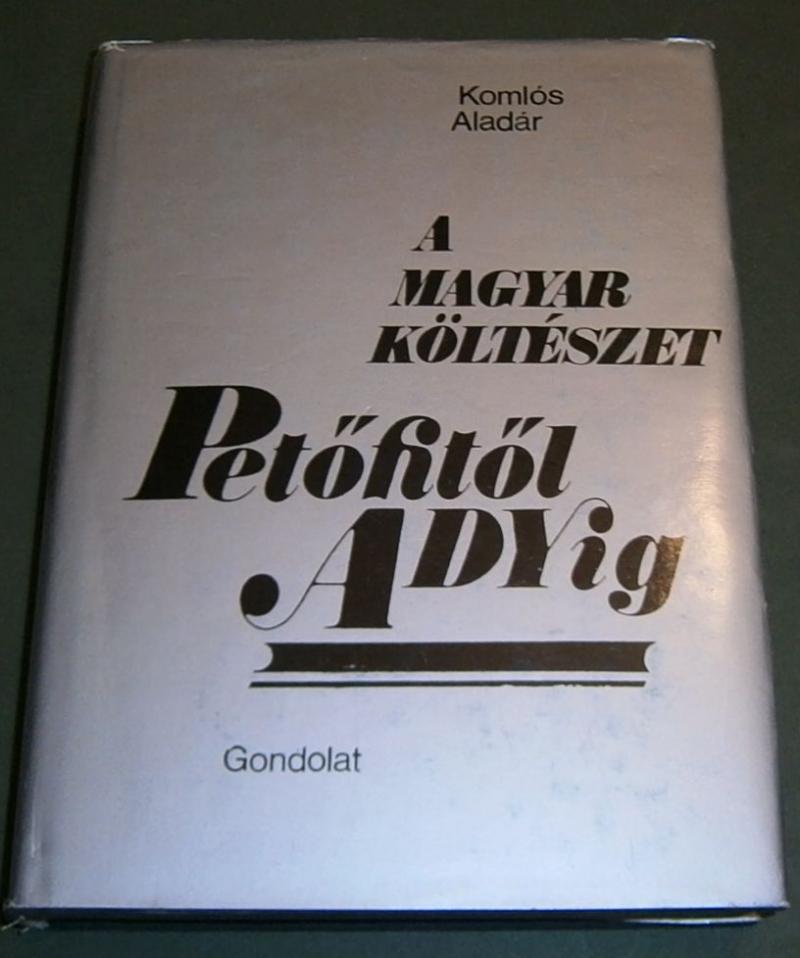 Komlós
Aladár
A
MAGYAR
KÖLTÉSZET
Petőfitől
ADYig
Gondolat